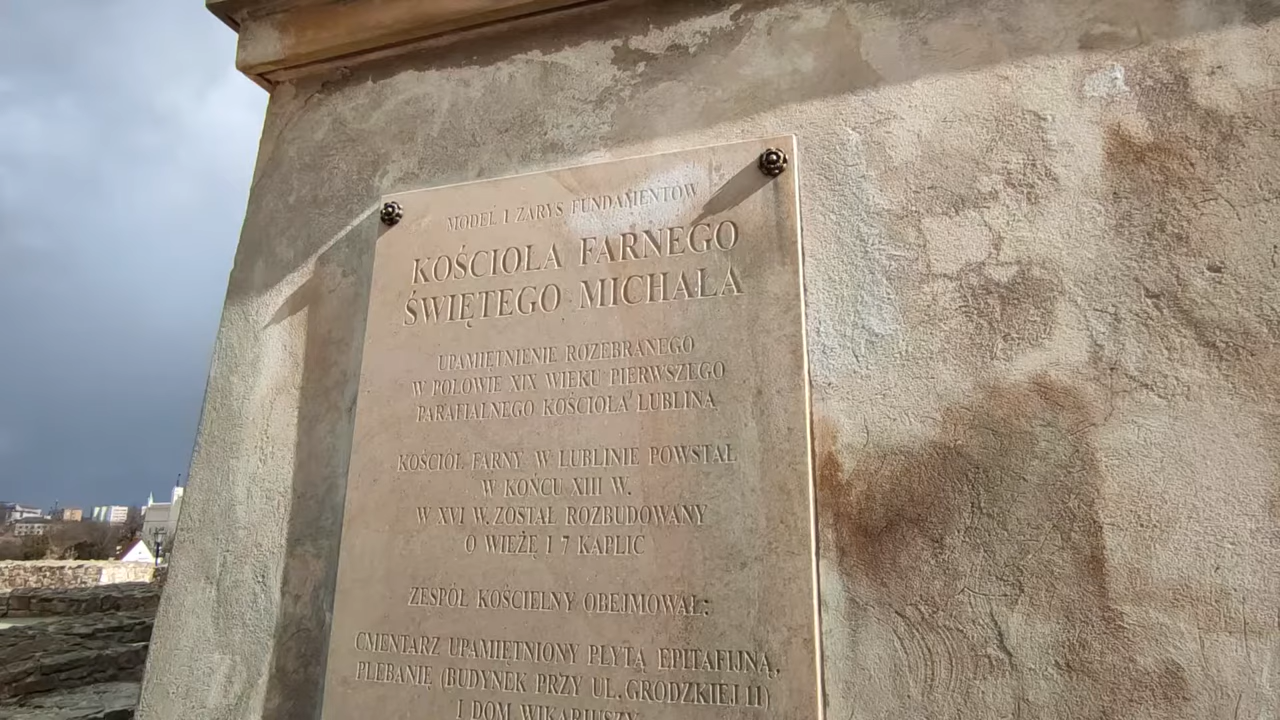 MODEL I ZARYS FUNDAMENTÓW
KOŚCIOŁA FARNEGO
ŚWIĘTEGO MICHAŁA
UPAMIĘTNIENIE ROZEBRANEGO
W POŁOWIE XIX WIEKU PIERWSZEGO
PARAFIALNEGO KOŚCIOŁA LUBLINA
KOŚCIÓŁ FARNY W LUBLINIE POWSTAŁ
W KOŃCU XIII W.
W XVI W. ZOSTAŁ ROZBUDOWANY
O WIEŻĘ I 7 KAPLIC
ZESPÓŁ KOŚCIELNY OBEJMOWAŁ:
CMENTARZ UPAMIĘTNIONY PŁYTĄ EPITAFIJNĄ,
PLEBANIĘ (BUDYNEK PRZY UL. GRODZKIEJ 11)
I DOM WIKARIUSZY